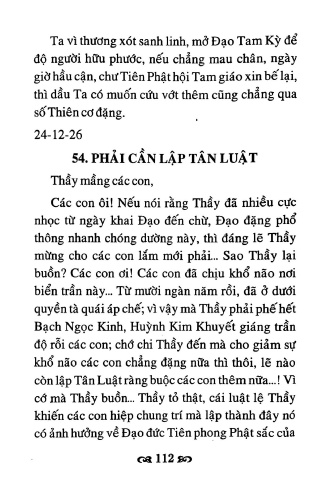 Ta vì thương xót sanh linh, mở Đạo Tam Kỳ để
độ người hữu phước, nếu chẳng mau chân, ngày
giờ hầu cận, chư Tiên Phật hội Tam giáo xin bế lại,
thì dầu Ta có muốn cứu vớt thêm cũng chẳng qua
số Thiên cơ đặng.
24-12-26
54. PHẢI CẦN LẬP TÂN LUẬT
Thầy mầng các con,
Các con ôi! Nếu nói rằng Thầy đã nhiều cực
nhọc từ ngày khai Đạo đến chừ, Đạo đặng phổ
thông nhanh chóng dường này, thì đáng lẽ Thầy
mừng cho các con lắm mới phải... Sao Thầy lại
buồn? Các con ơi! Các con đã chịu khổ não nơi
biển trần này... Từ mười ngàn năm rồi, đã ở dưới
quyền tà quái áp chế; vì vậy mà Thầy phải phế hết
Bạch Ngọc Kinh, Huỳnh Kim Khuyết giáng trần
độ rỗi các con; chớ chi Thầy đến mà cho giảm sự
khổ não các con chẳng đặng nữa thì thôi, lẽ nào
còn lập Tân Luật ràng buộc các con thêm nữa...! Vì
cớ mà Thầy buồn... Thầy tỏ thật, cái luật lệ Thầy
khiến các con hiệp chung trí mà lập thành đây nó
có ảnh hưởng về Đạo đức Tiên phong Phật sắc của
112